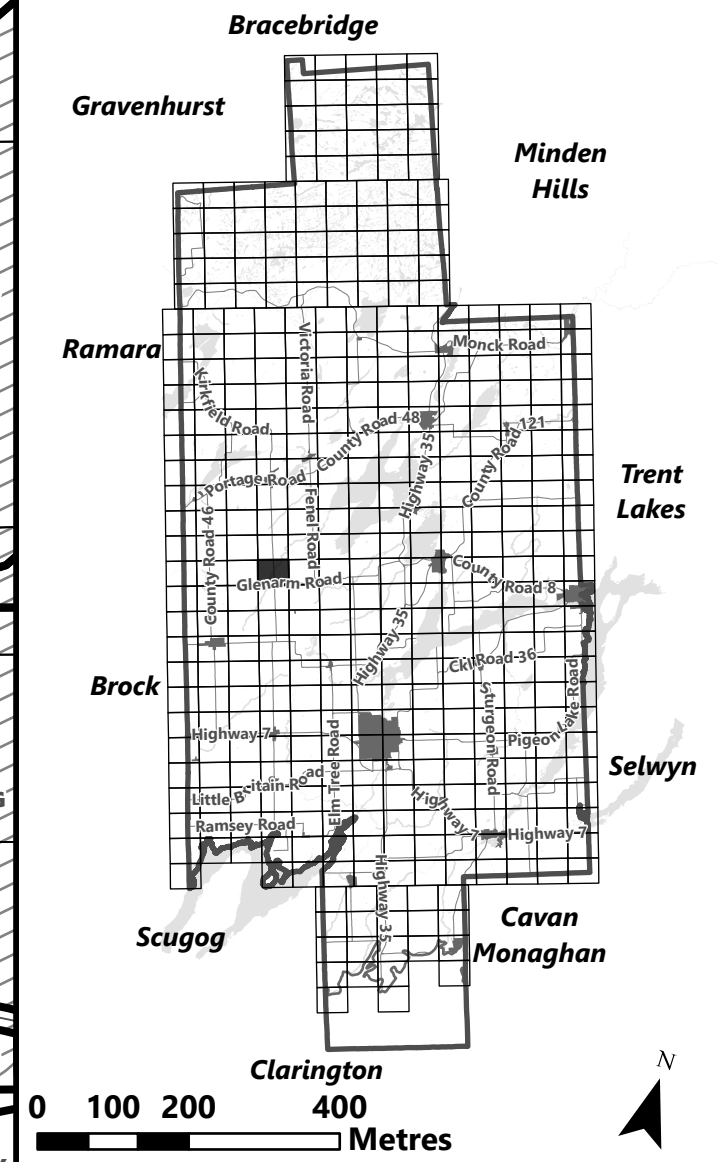 Bracebridge
Gravenhurst
Minden
Hills
Ramara
Monck Road
Victoria Road
Kirkfield Road
County Road 48
County Road 121
Highway 35
Portage Road
Trent
Lakes
Fenel Road
County Road 46
County Road 8
Glenarm Road
Highway 35
Ckl Road 36
Brock
Sturgeon Road
Pigeon Lake Road
Highway 7
Elm Tree Road
Selwyn
Little Britain Road
Highway 7
Ramsey Road
Highway 7
Highway 35
Scugog
Cavan
Monaghan
Clarington
N
0 100 200 400
Metres